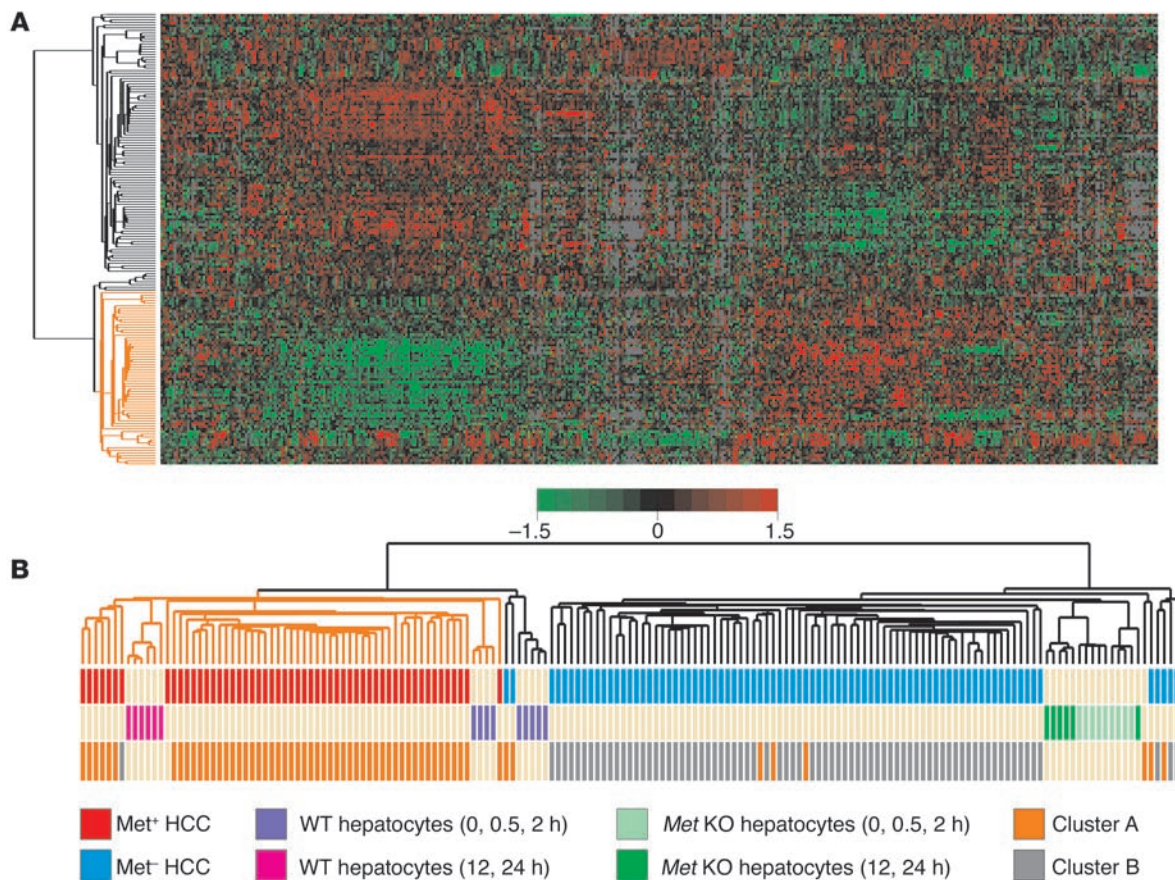 A
−1.5 0 1.5
B
Met⁺ HCC WT hepatocytes (0, 0.5, 2 h) Met KO hepatocytes (0, 0.5, 2 h) Cluster A
Met⁻ HCC WT hepatocytes (12, 24 h) Met KO hepatocytes (12, 24 h) Cluster B